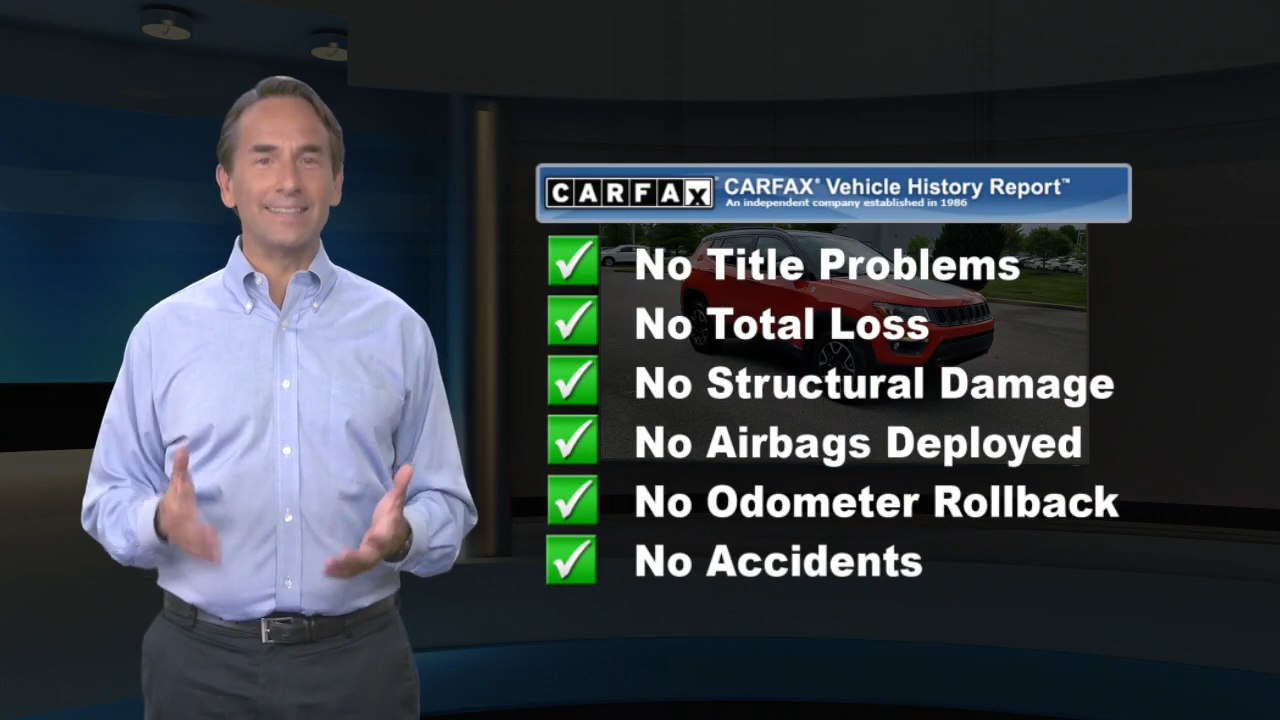 CARFAX® CARFAX® Vehicle History Report™
An independent company established in 1986
No Title Problems
No Total Loss
No Structural Damage
No Airbags Deployed
No Odometer Rollback
No Accidents